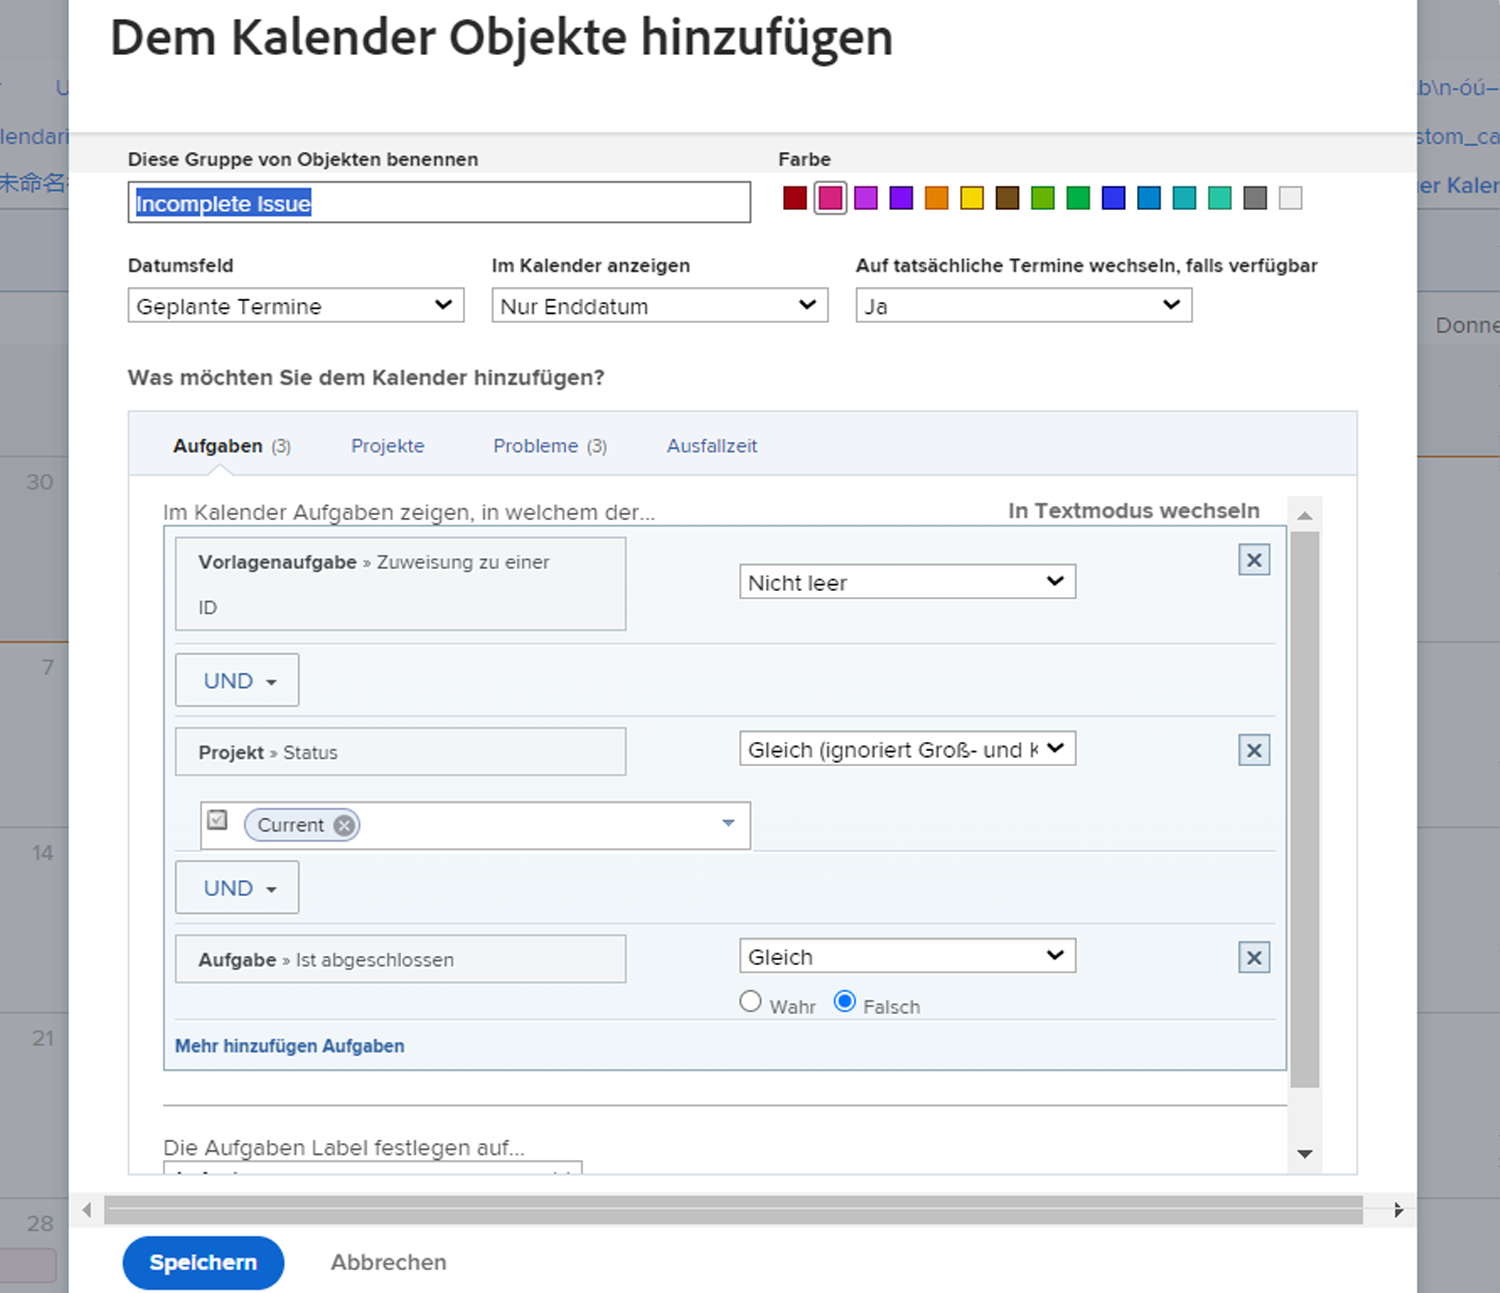 Dem Kalender Objekte hinzufügen
U
b\n-óú–
lendari
stom_ca
未命名
er Kaler
Diese Gruppe von Objekten benennen
Farbe
Incomplete Issue
Datumsfeld
Im Kalender anzeigen
Auf tatsächliche Termine wechseln, falls verfügbar
Geplante Termine
Nur Enddatum
Ja
Donne
Was möchten Sie dem Kalender hinzufügen?
Aufgaben (3)
Projekte
Probleme (3)
Ausfallzeit
30
Im Kalender Aufgaben zeigen, in welchem der...
In Textmodus wechseln
Vorlagenaufgabe » Zuweisung zu einer
ID
Nicht leer
7
UND
Projekt » Status
Gleich (ignoriert Groß- und K
Current
14
UND
Aufgabe » Ist abgeschlossen
Gleich
Wahr
Falsch
21
Mehr hinzufügen Aufgaben
Die Aufgaben Label festlegen auf...
28
Speichern
Abbrechen